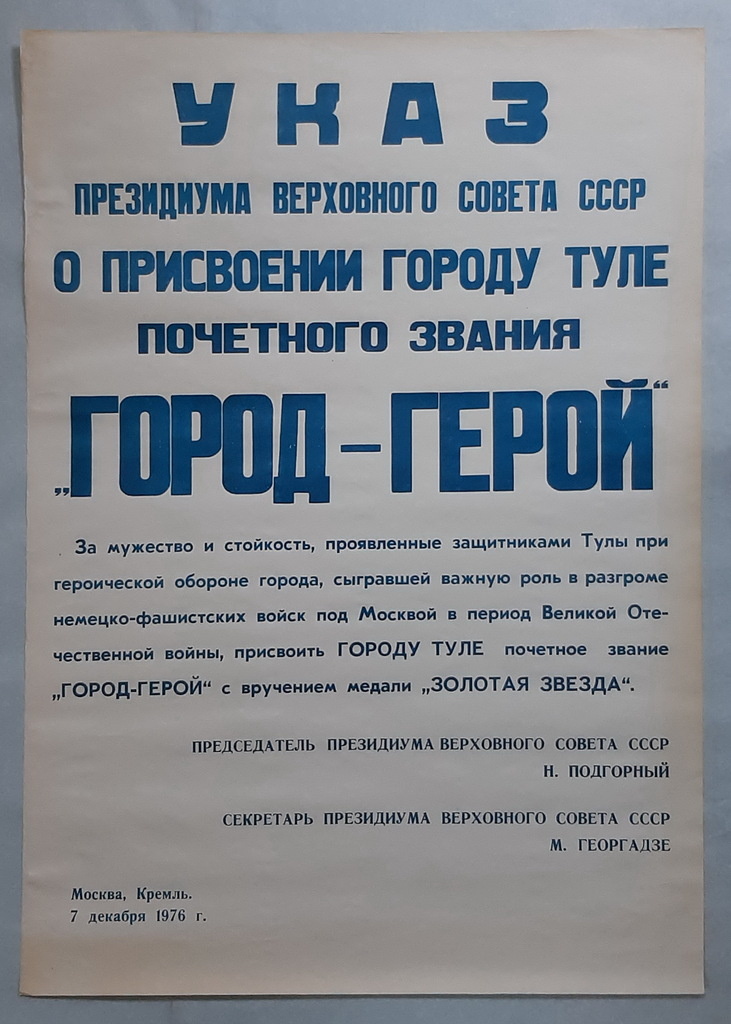 УКАЗ
ПРЕЗИДИУМА ВЕРХОВНОГО СОВЕТА СССР
О ПРИСВОЕНИИ ГОРОДУ ТУЛЕ
ПОЧЕТНОГО ЗВАНИЯ
„ГОРОД-ГЕРОЙ“
За мужество и стойкость, проявленные защитниками Тулы при
героической обороне города, сыгравшей важную роль в разгроме
немецко-фашистских войск под Москвой в период Великой Оте-
чественной войны, присвоить ГОРОДУ ТУЛЕ почетное звание
„ГОРОД-ГЕРОЙ“ с вручением медали „ЗОЛОТАЯ ЗВЕЗДА“.
ПРЕДСЕДАТЕЛЬ ПРЕЗИДИУМА ВЕРХОВНОГО СОВЕТА СССР
Н. ПОДГОРНЫЙ
СЕКРЕТАРЬ ПРЕЗИДИУМА ВЕРХОВНОГО СОВЕТА СССР
М. ГЕОРГАДЗЕ
Москва, Кремль.
7 декабря 1976 г.